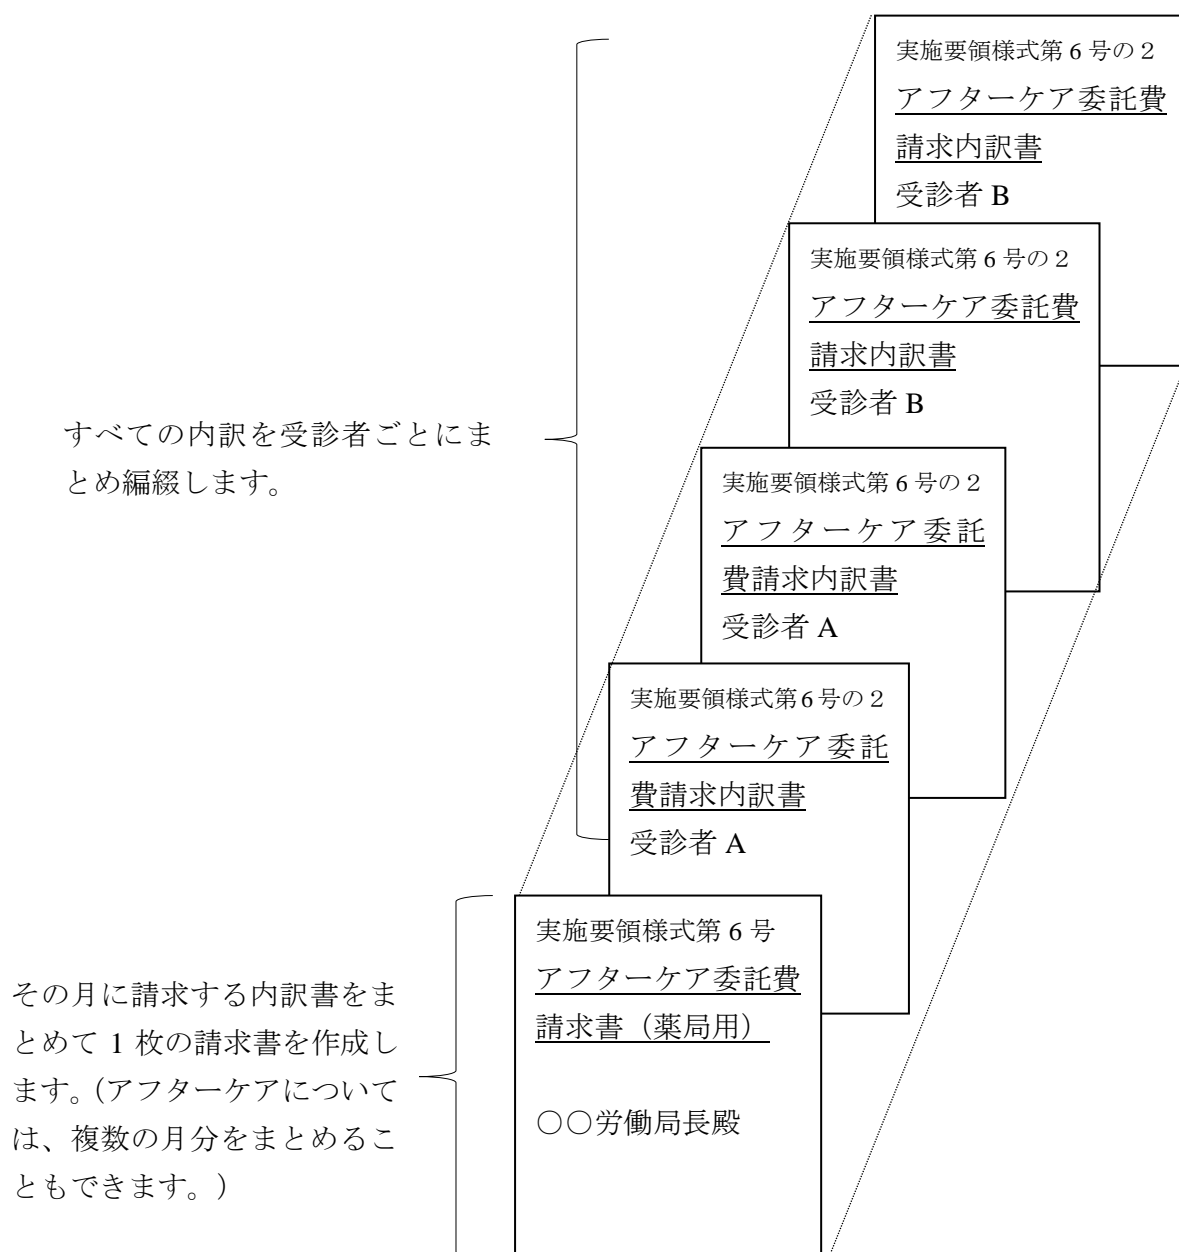 実施要領様式第6号の２
アフターケア委託費
請求内訳書
受診者 B
実施要領様式第6号の２
アフターケア委託費
請求内訳書
受診者 B
すべての内訳を受診者ごとにま
とめ編綴します。
実施要領様式第6号の２
アフターケア委託
費請求内訳書
受診者 A
実施要領様式第6号の２
アフターケア委託
費請求内訳書
受診者 A
その月に請求する内訳書をま
とめて 1 枚の請求書を作成し
ます。（アフターケアについて
は、複数の月分をまとめるこ
ともできます。）
実施要領様式第 6 号
アフターケア委託費
請求書（薬局用）
○○労働局長殿